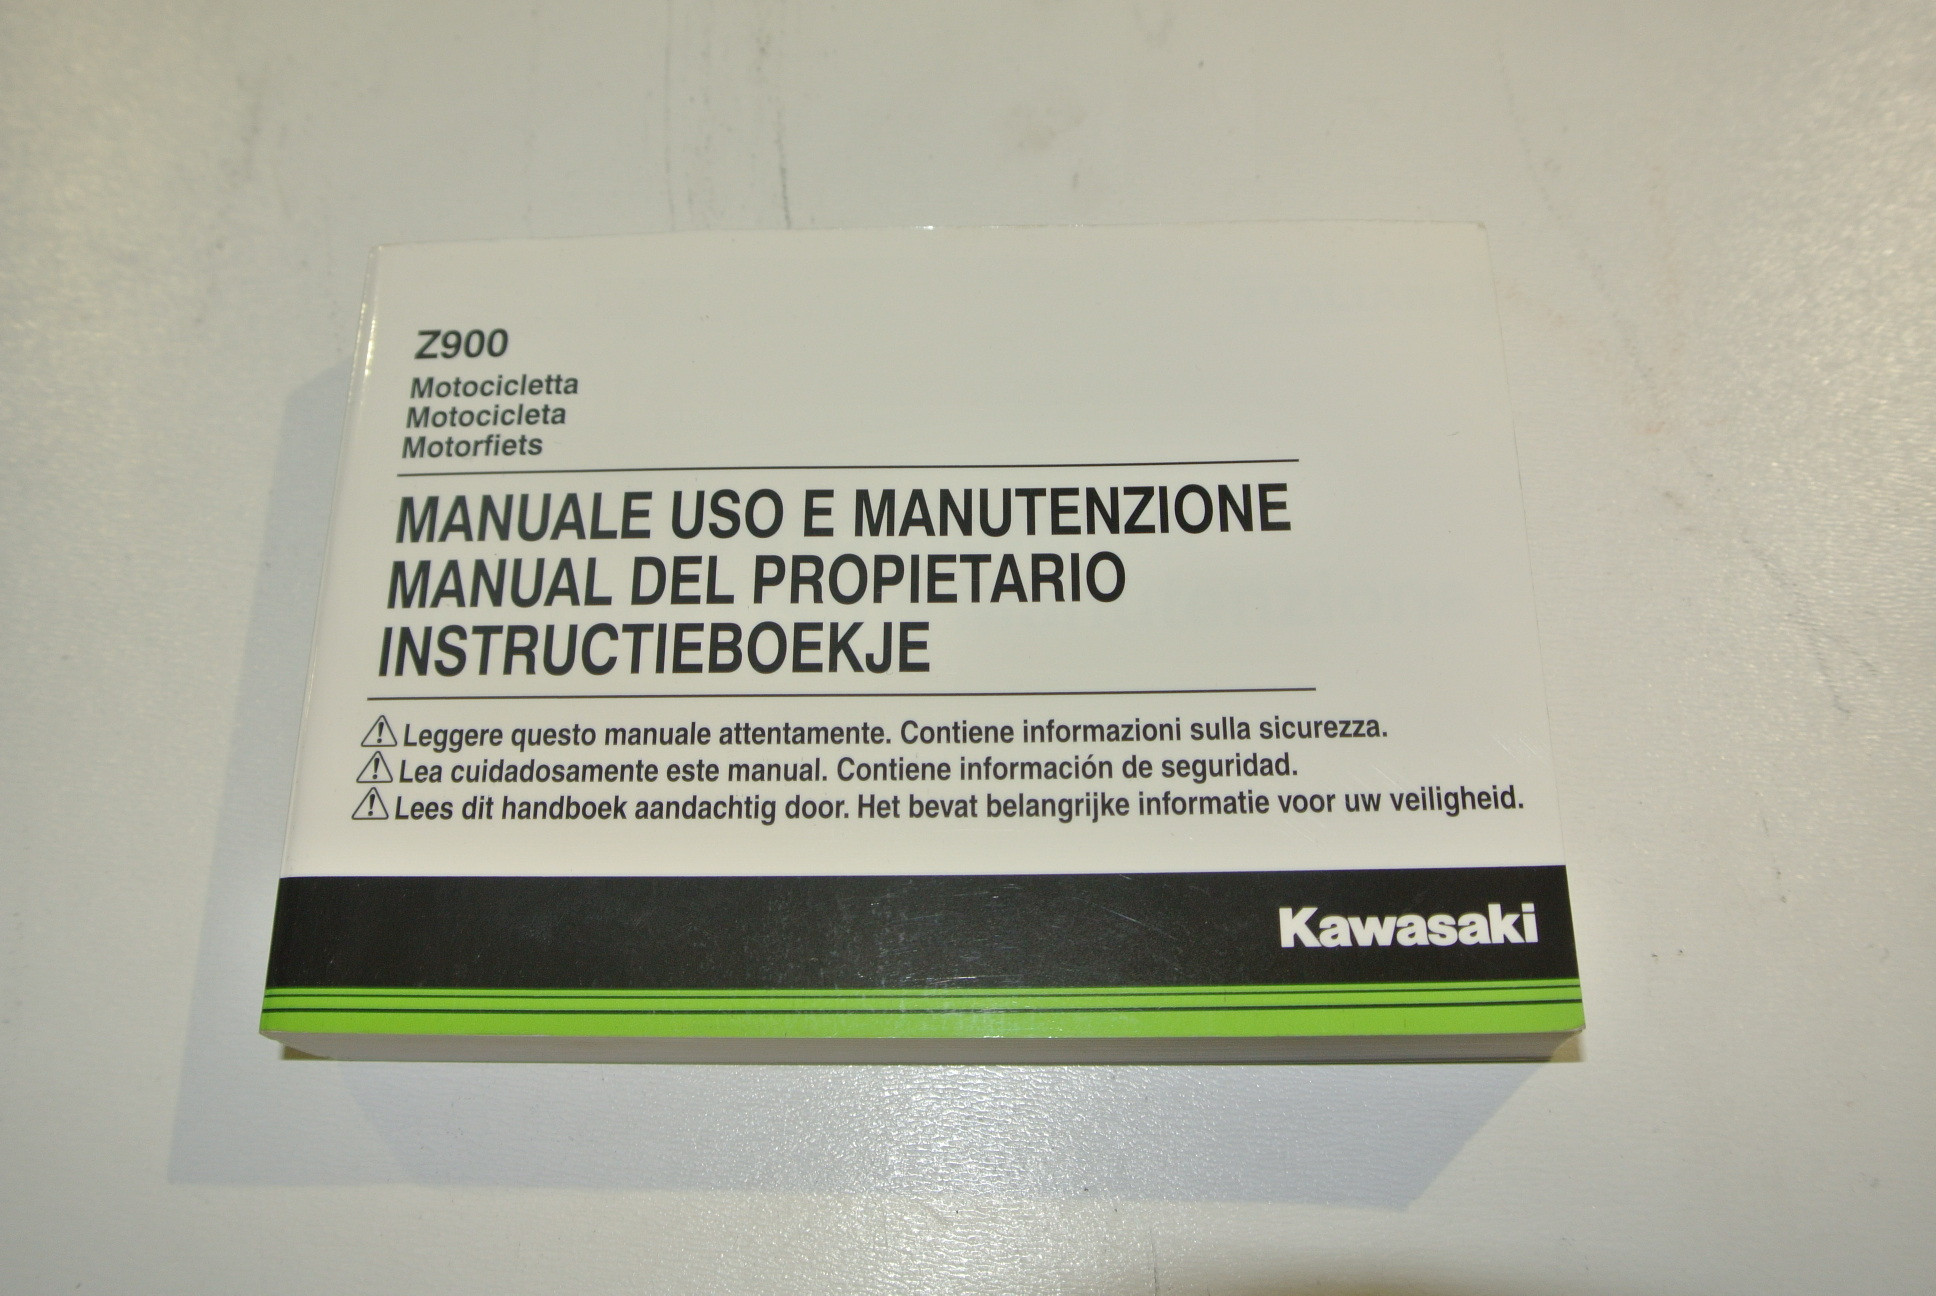 Z900
Motocicletta
Motocicleta
Motorfiets
MANUALE USO E MANUTENZIONE
MANUAL DEL PROPIETARIO
INSTRUCTIEBOEKJE
Leggere questo manuale attentamente. Contiene informazioni sulla sicurezza.
Lea cuidadosamente este manual. Contiene información de seguridad.
Lees dit handboek aandachtig door. Het bevat belangrijke informatie voor uw veiligheid.
Kawasaki